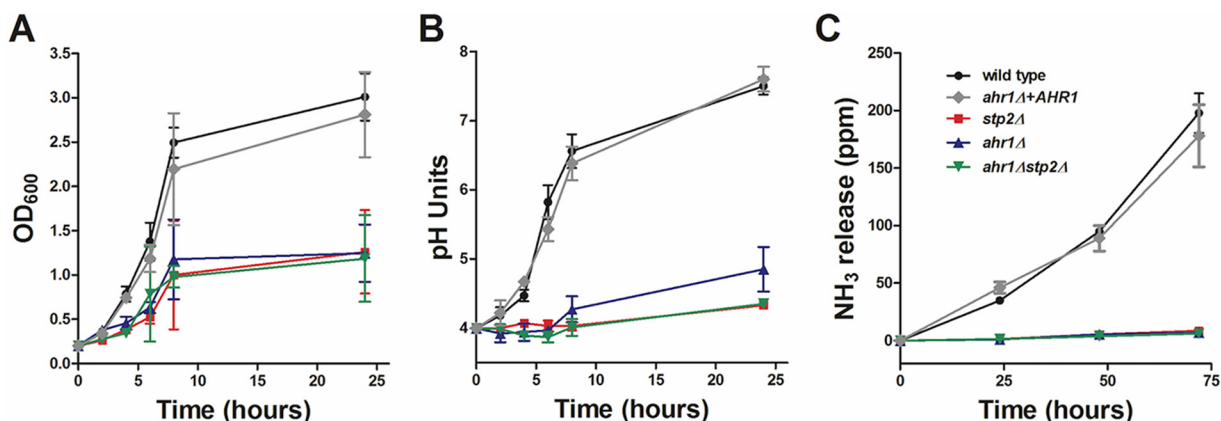 A
OD600
3.5
3.0
2.5
2.0
1.5
1.0
0.5
0.0
0 5 10 15 20 25
Time (hours)
B
pH Units
8
7
6
5
4
0 5 10 15 20 25
Time (hours)
C
NH3 release (ppm)
250
200
150
100
50
0
0 25 50 75
Time (hours)
wild type
ahr1Δ+AHR1
stp2Δ
ahr1Δ
ahr1Δstp2Δ